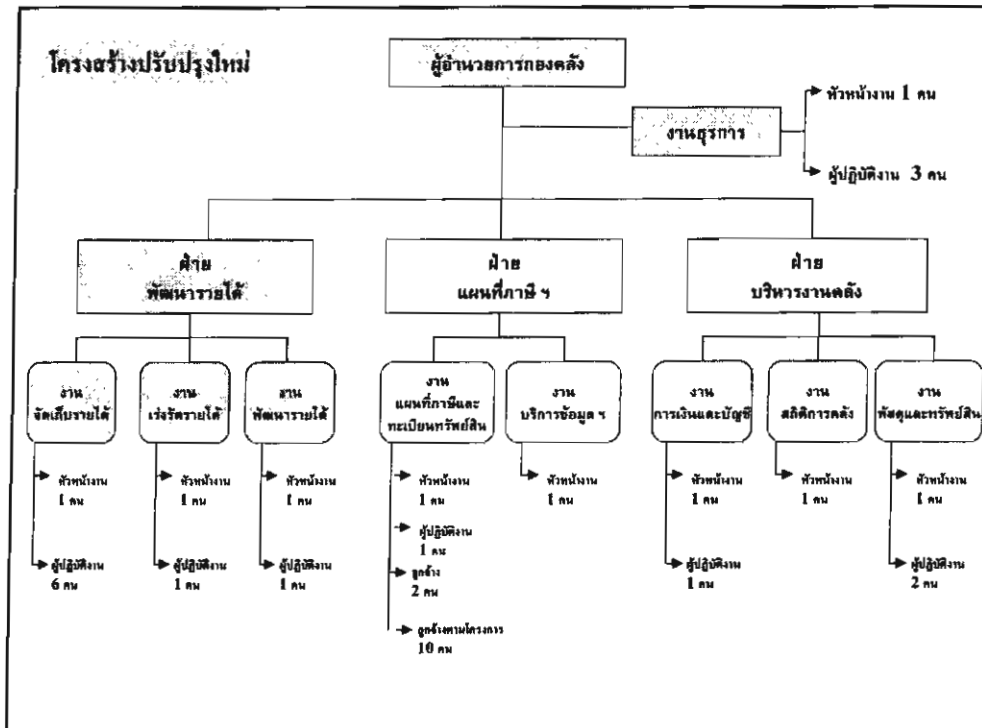 โครงสร้างปรับปรุงใหม่
ผู้อำนวยการกองคลัง
งานธุรการ
หัวหน้างาน 1 คน
ผู้ปฏิบัติงาน 3 คน
ฝ่าย
พัฒนารายได้
ฝ่าย
แผนที่ภาษี ฯ
ฝ่าย
บริหารงานคลัง
งาน
จัดเก็บรายได้
งาน
เร่งรัดรายได้
งาน
พัฒนารายได้
งาน
แผนที่ภาษีและ
ทะเบียนทรัพย์สิน
งาน
บริการข้อมูล ฯ
งาน
การเงินและบัญชี
งาน
สถิติการคลัง
งาน
พัสดุและทรัพย์สิน
หัวหน้างาน
1 คน
ผู้ปฏิบัติงาน
6 คน
หัวหน้างาน
1 คน
ผู้ปฏิบัติงาน
1 คน
หัวหน้างาน
1 คน
ผู้ปฏิบัติงาน
1 คน
หัวหน้างาน
1 คน
ผู้ปฏิบัติงาน
1 คน
ลูกจ้าง
2 คน
ลูกจ้างตามโครงการ
10 คน
หัวหน้างาน
1 คน
หัวหน้างาน
1 คน
ผู้ปฏิบัติงาน
1 คน
หัวหน้างาน
1 คน
หัวหน้างาน
1 คน
ผู้ปฏิบัติงาน
2 คน